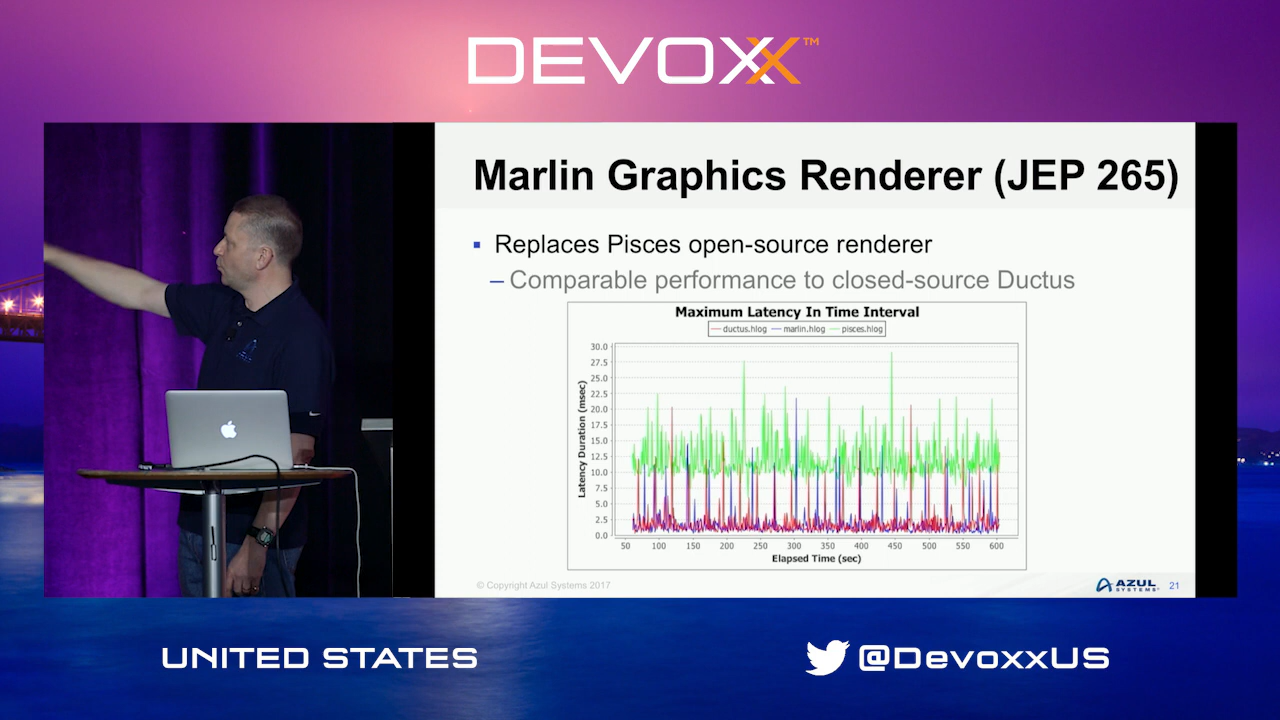 DEVOXX™
Marlin Graphics Renderer (JEP 265)
▪ Replaces Pisces open-source renderer
– Comparable performance to closed-source Ductus
Maximum Latency In Time Interval
ductus.hlog marlin.hlog pisces.hlog
Latency Duration (msec)
30.0
27.5
25.0
22.5
20.0
17.5
15.0
12.5
10.0
7.5
5.0
2.5
0.0
50 100 150 200 250 300 350 400 450 500 550 600
Elapsed Time (sec)
© Copyright Azul Systems 2017
AZUL
SYSTEMS
21
UNITED STATES
@DevoxxUS